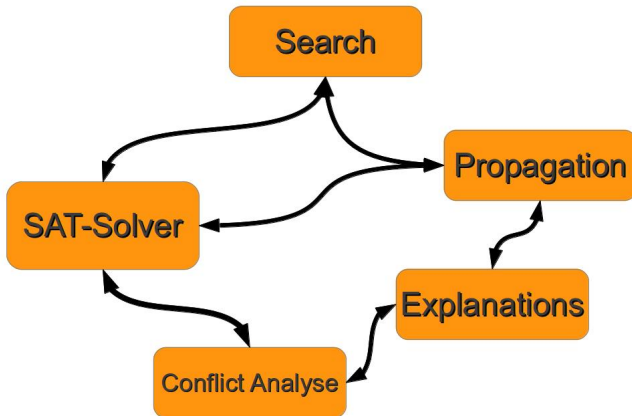 Search
Propagation
SAT-Solver
Explanations
Conflict Analyse